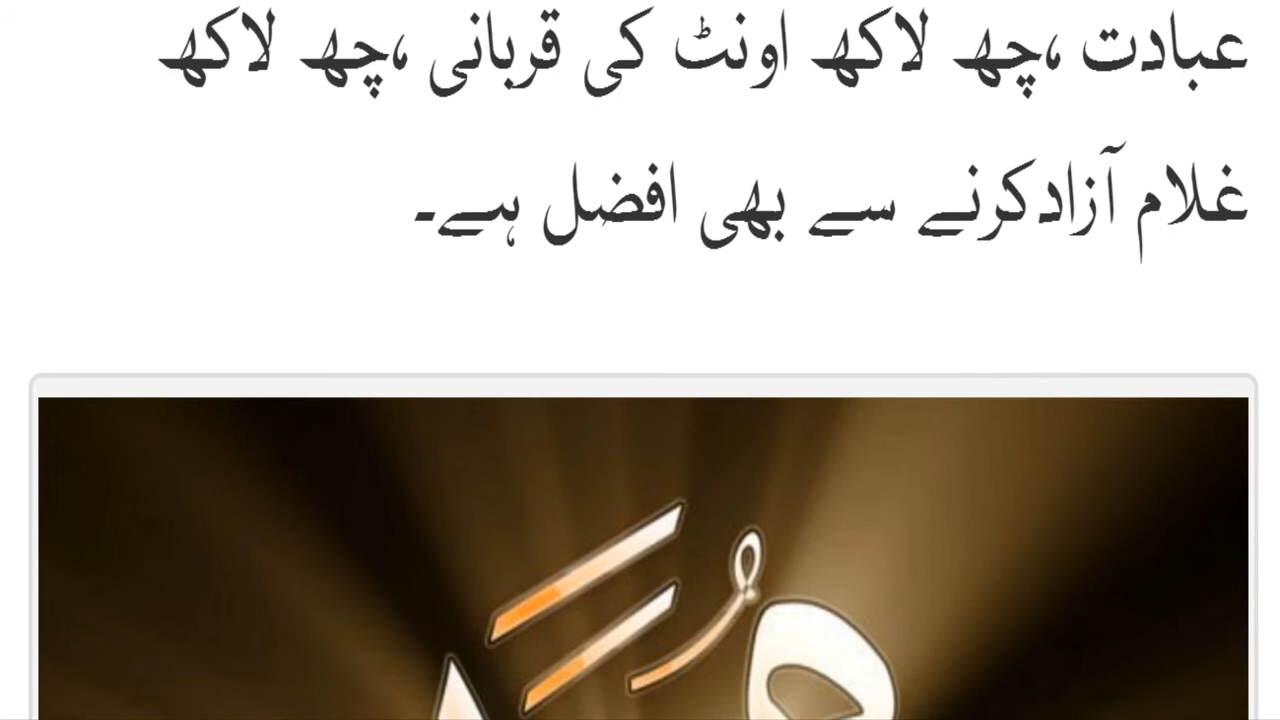 عبادت ،چھ لاکھ اونٹ کی قربانی ،چھ لاکھ
غلام آزادکرنے سے بھی افضل ہے۔